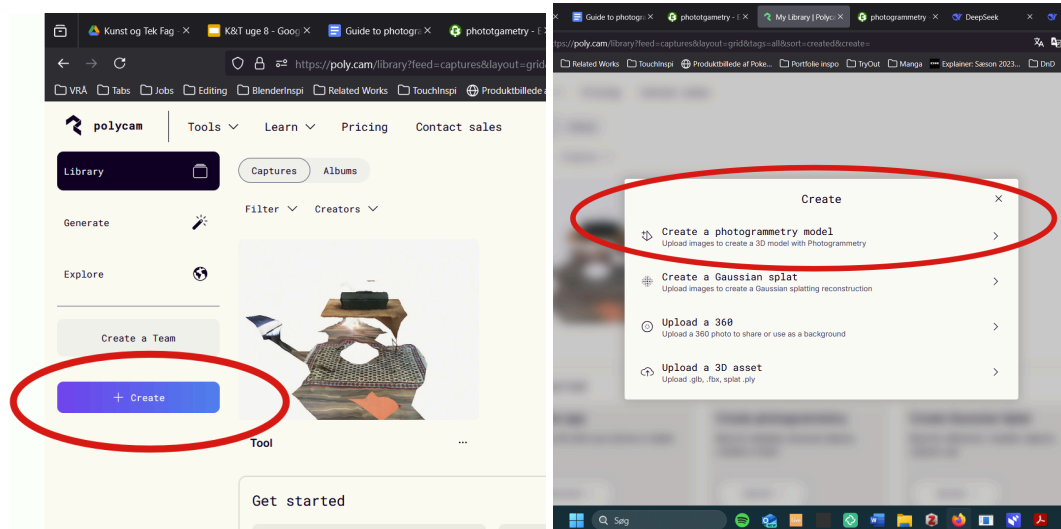 Kunst og Tek Fag -
K&T uge 8 - Goog
Guide to photogra
phototgametry - E
https://poly.cam/library?feed=captures&layout=grid
VRÅ Tabs Jobs Editing BlenderInspi Related Works TouchInspi Produktbillede a
polycam Tools Learn Pricing Contact sales
Library
Captures Albums
Filter Creators
Generate
Explore
Create a Team
+ Create
Tool
...
Get started
Guide to photogra
phototgametry - E
My Library | Polyc
photogrammetry
DeepSeek
tps://poly.cam/library?feed=captures&layout=grid&tags=all&sort=created&create=
Related Works TouchInspi Produktbillede af Poke... Portfolie inspo TryOut Manga Explainer: Sæson 2023... DnD
Create
Create a photogrammetry model
Upload images to create a 3D model with Photogrammetry
Create a Gaussian splat
Upload images to create a Gaussian splatting reconstruction
Upload a 360
Upload a 360 photo to share or use as a background
Upload a 3D asset
Upload .glb, .fbx, splat .ply
Søg